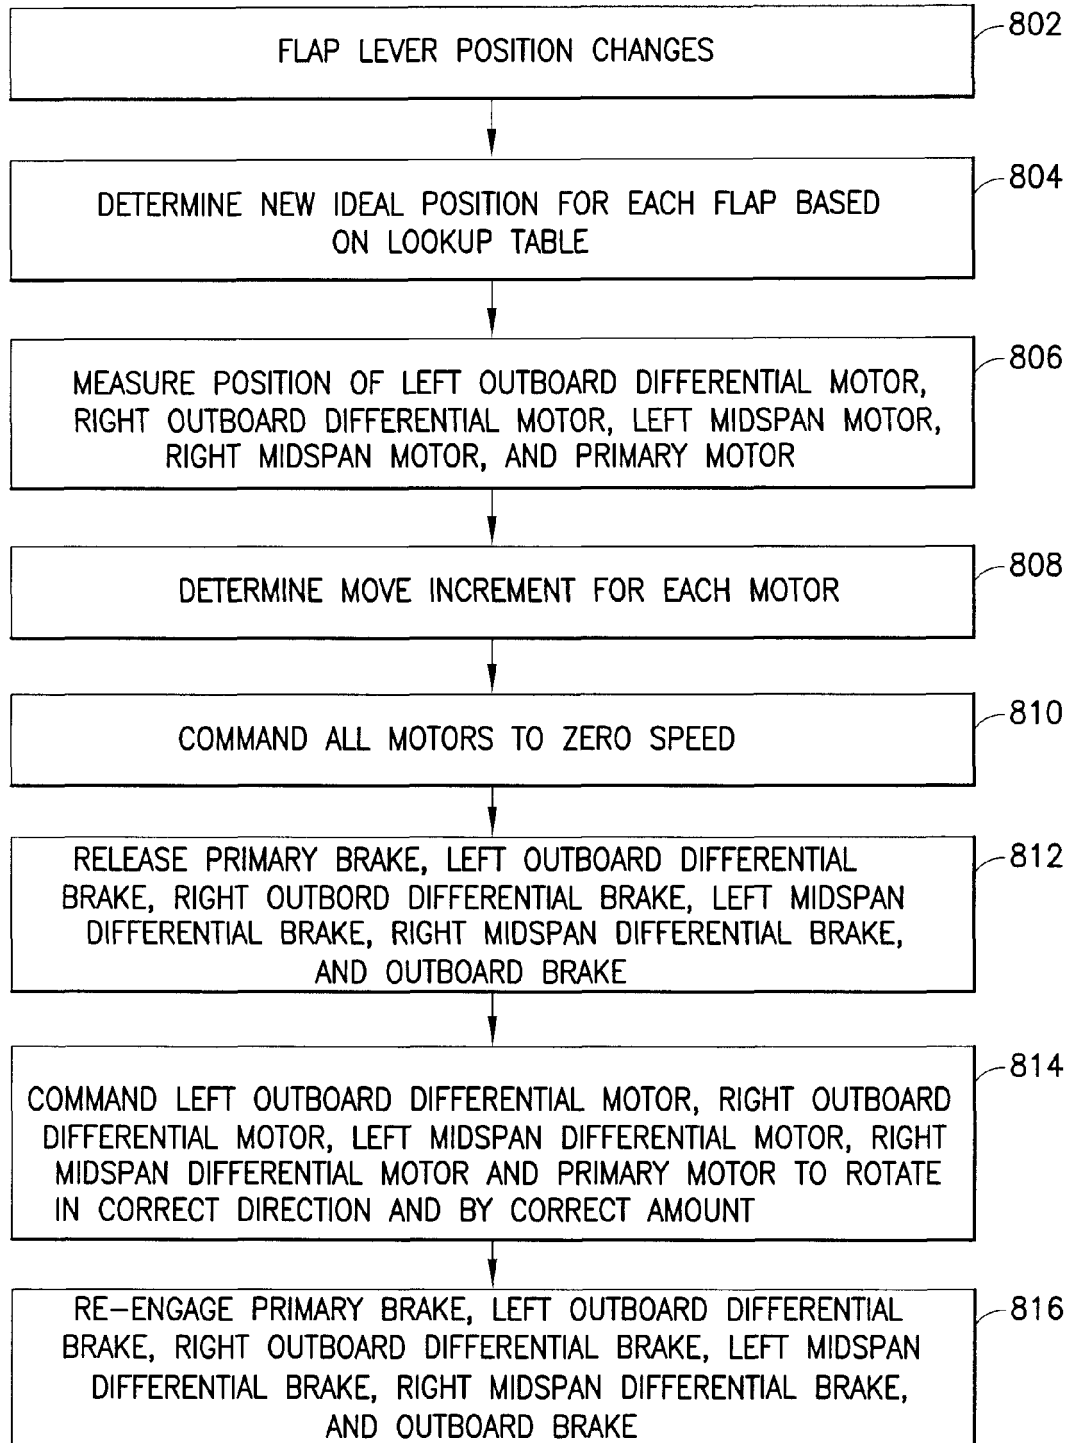 FLAP LEVER POSITION CHANGES
802
DETERMINE NEW IDEAL POSITION FOR EACH FLAP BASED
ON LOOKUP TABLE
804
MEASURE POSITION OF LEFT OUTBOARD DIFFERENTIAL MOTOR,
RIGHT OUTBOARD DIFFERENTIAL MOTOR, LEFT MIDSPAN MOTOR,
RIGHT MIDSPAN MOTOR, AND PRIMARY MOTOR
806
DETERMINE MOVE INCREMENT FOR EACH MOTOR
808
COMMAND ALL MOTORS TO ZERO SPEED
810
RELEASE PRIMARY BRAKE, LEFT OUTBOARD DIFFERENTIAL
BRAKE, RIGHT OUTBORD DIFFERENTIAL BRAKE, LEFT MIDSPAN
DIFFERENTIAL BRAKE, RIGHT MIDSPAN DIFFERENTIAL BRAKE,
AND OUTBOARD BRAKE
812
COMMAND LEFT OUTBOARD DIFFERENTIAL MOTOR, RIGHT OUTBOARD
DIFFERENTIAL MOTOR, LEFT MIDSPAN DIFFERENTIAL MOTOR, RIGHT
MIDSPAN DIFFERENTIAL MOTOR AND PRIMARY MOTOR TO ROTATE
IN CORRECT DIRECTION AND BY CORRECT AMOUNT
814
RE-ENGAGE PRIMARY BRAKE, LEFT OUTBOARD DIFFERENTIAL
BRAKE, RIGHT OUTBOARD DIFFERENTIAL BRAKE, LEFT MIDSPAN
DIFFERENTIAL BRAKE, RIGHT MIDSPAN DIFFERENTIAL BRAKE,
AND OUTBOARD BRAKE
816